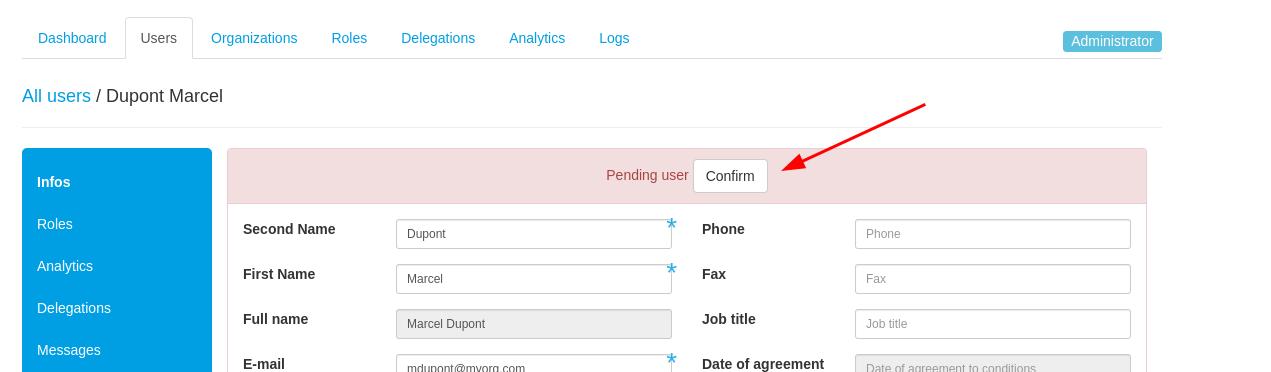 Dashboard Users Organizations Roles Delegations Analytics Logs Administrator
All users / Dupont Marcel
Infos
Roles
Analytics
Delegations
Messages
Pending user Confirm
Second Name Dupont * Phone Phone
First Name Marcel * Fax Fax
Full name Marcel Dupont Job title Job title
E-mail mdupont@myorg.com * Date of agreement Date of agreement to conditions